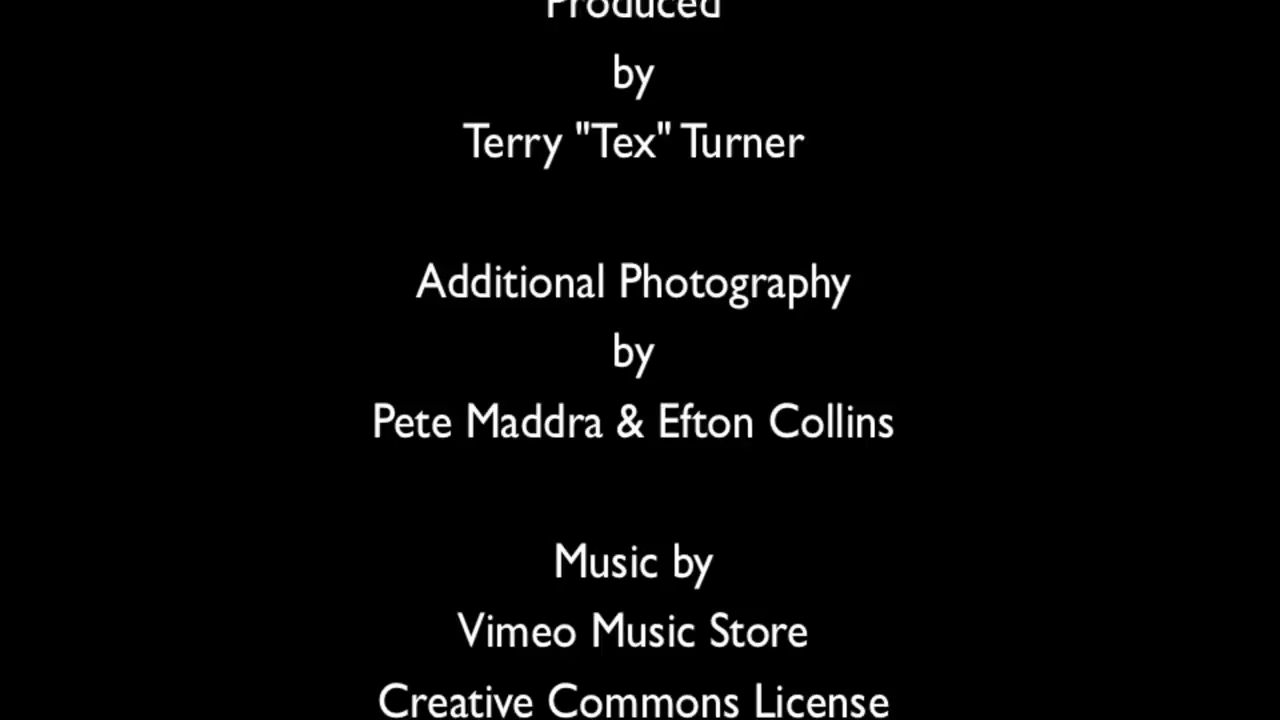 Produced
by
Terry "Tex" Turner
Additional Photography
by
Pete Maddra & Efton Collins
Music by
Vimeo Music Store
Creative Commons License